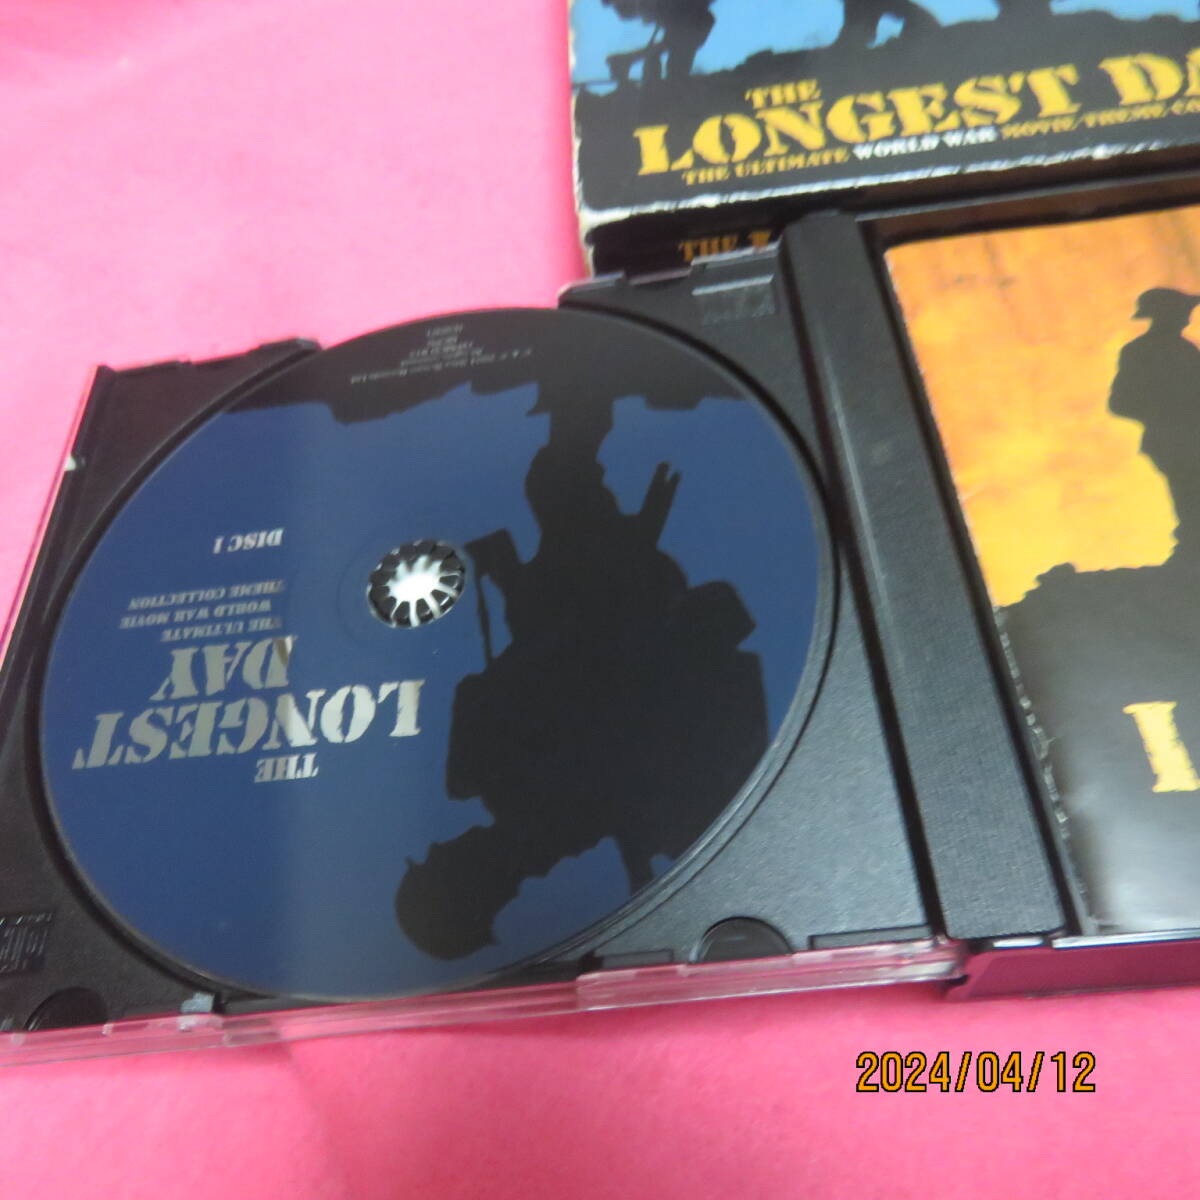 THE
LONGEST DA
THE ULTIMATE WORLD WAR MOVIE THEME CO
THE W
THE
LONGEST
DAY
THE ULTIMATE
WORLD WAR MOVIE
THEME COLLECTION
DISC 1
2024/04/12